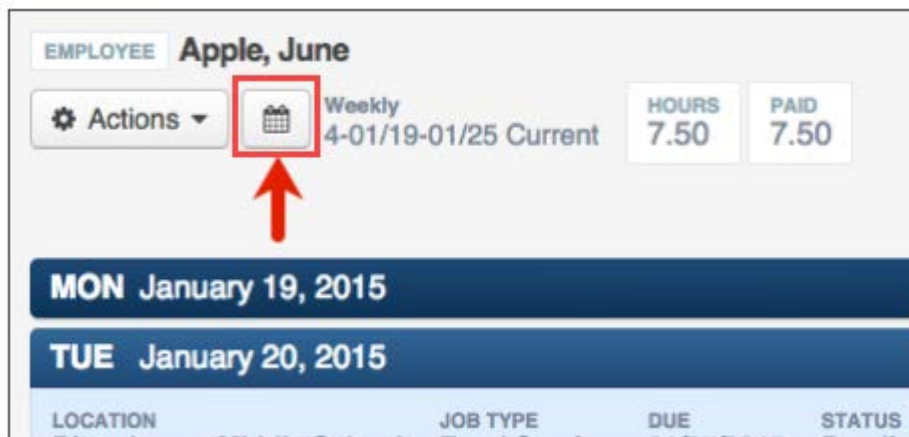 EMPLOYEE Apple, June
Actions
Weekly
4-01/19-01/25 Current
HOURS
7.50
PAID
7.50
MON January 19, 2015
TUE January 20, 2015
LOCATION JOB TYPE DUE STATUS